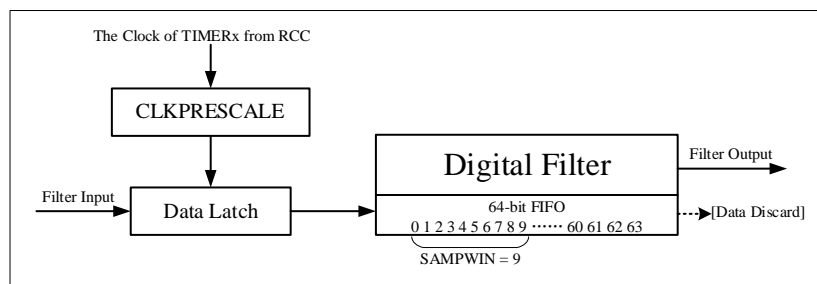 The Clock of TIMERx from RCC
CLKPRESCALE
Digital Filter
Filter Output
Filter Input
Data Latch
64-bit FIFO
[Data Discard]
0 1 2 3 4 5 6 7 8 9 ⋯⋯ 60 61 62 63
SAMPWIN = 9